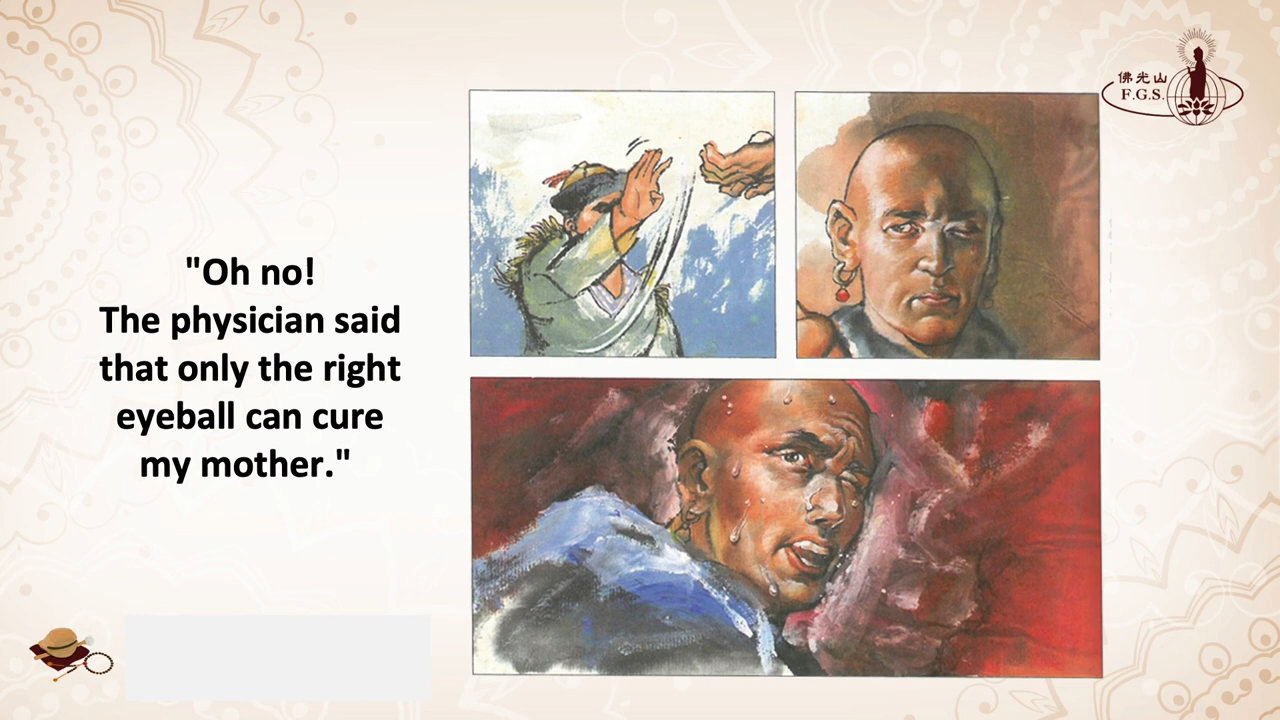 "Oh no!
The physician said
that only the right
eyeball can cure
my mother."
佛光山
F.G.S.